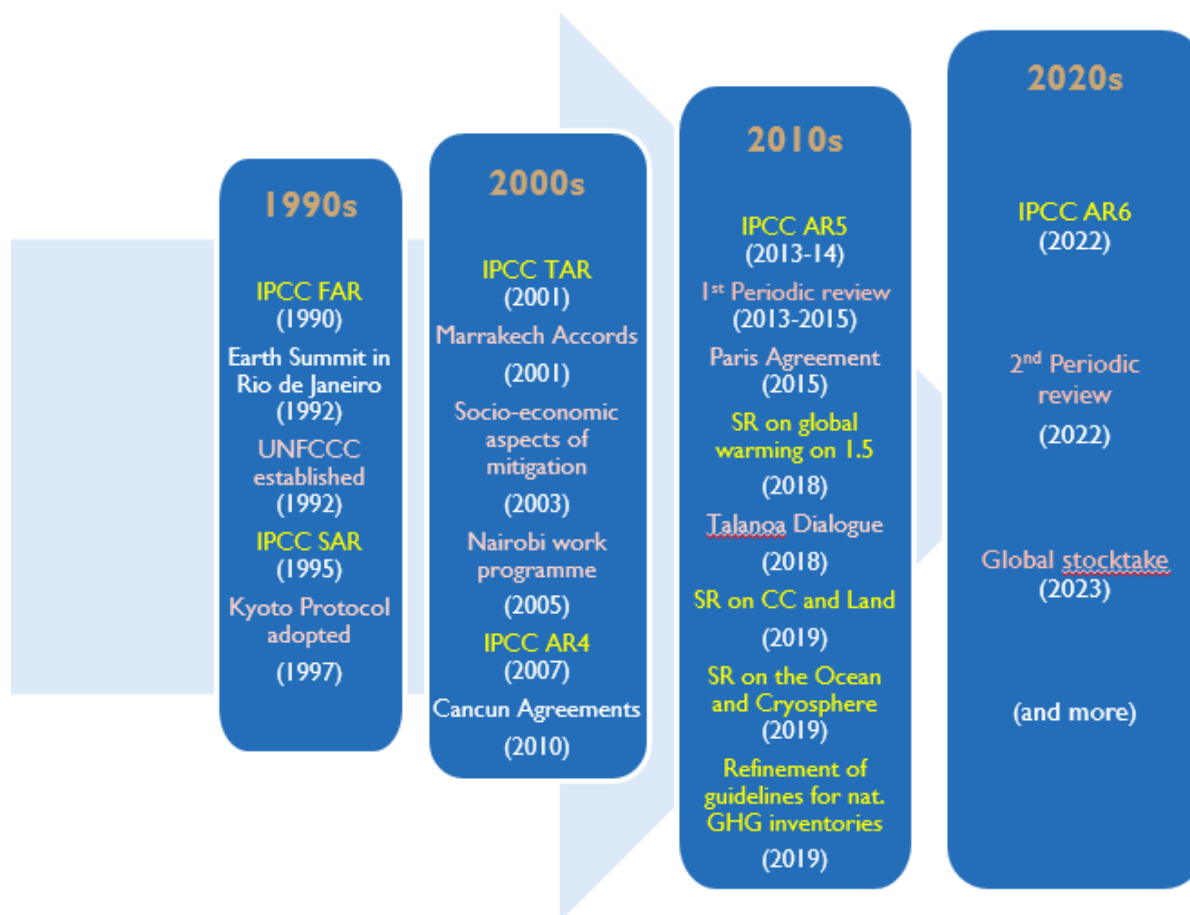 1990s
IPCC FAR
(1990)
Earth Summit in
Rio de Janeiro
(1992)
UNFCCC
established
(1992)
IPCC SAR
(1995)
Kyoto Protocol
adopted
(1997)
2000s
IPCC TAR
(2001)
Marrakech Accords
(2001)
Socio-economic
aspects of
mitigation
(2003)
Nairobi work
programme
(2005)
IPCC AR4
(2007)
Cancun Agreements
(2010)
2010s
IPCC AR5
(2013-14)
1st Periodic review
(2013-2015)
Paris Agreement
(2015)
SR on global
warming on 1.5
(2018)
Talanoa Dialogue
(2018)
SR on CC and Land
(2019)
SR on the Ocean
and Cryosphere
(2019)
Refinement of
guidelines for nat.
GHG inventories
(2019)
2020s
IPCC AR6
(2022)
2nd Periodic
review
(2022)
Global stocktake
(2023)
(and more)